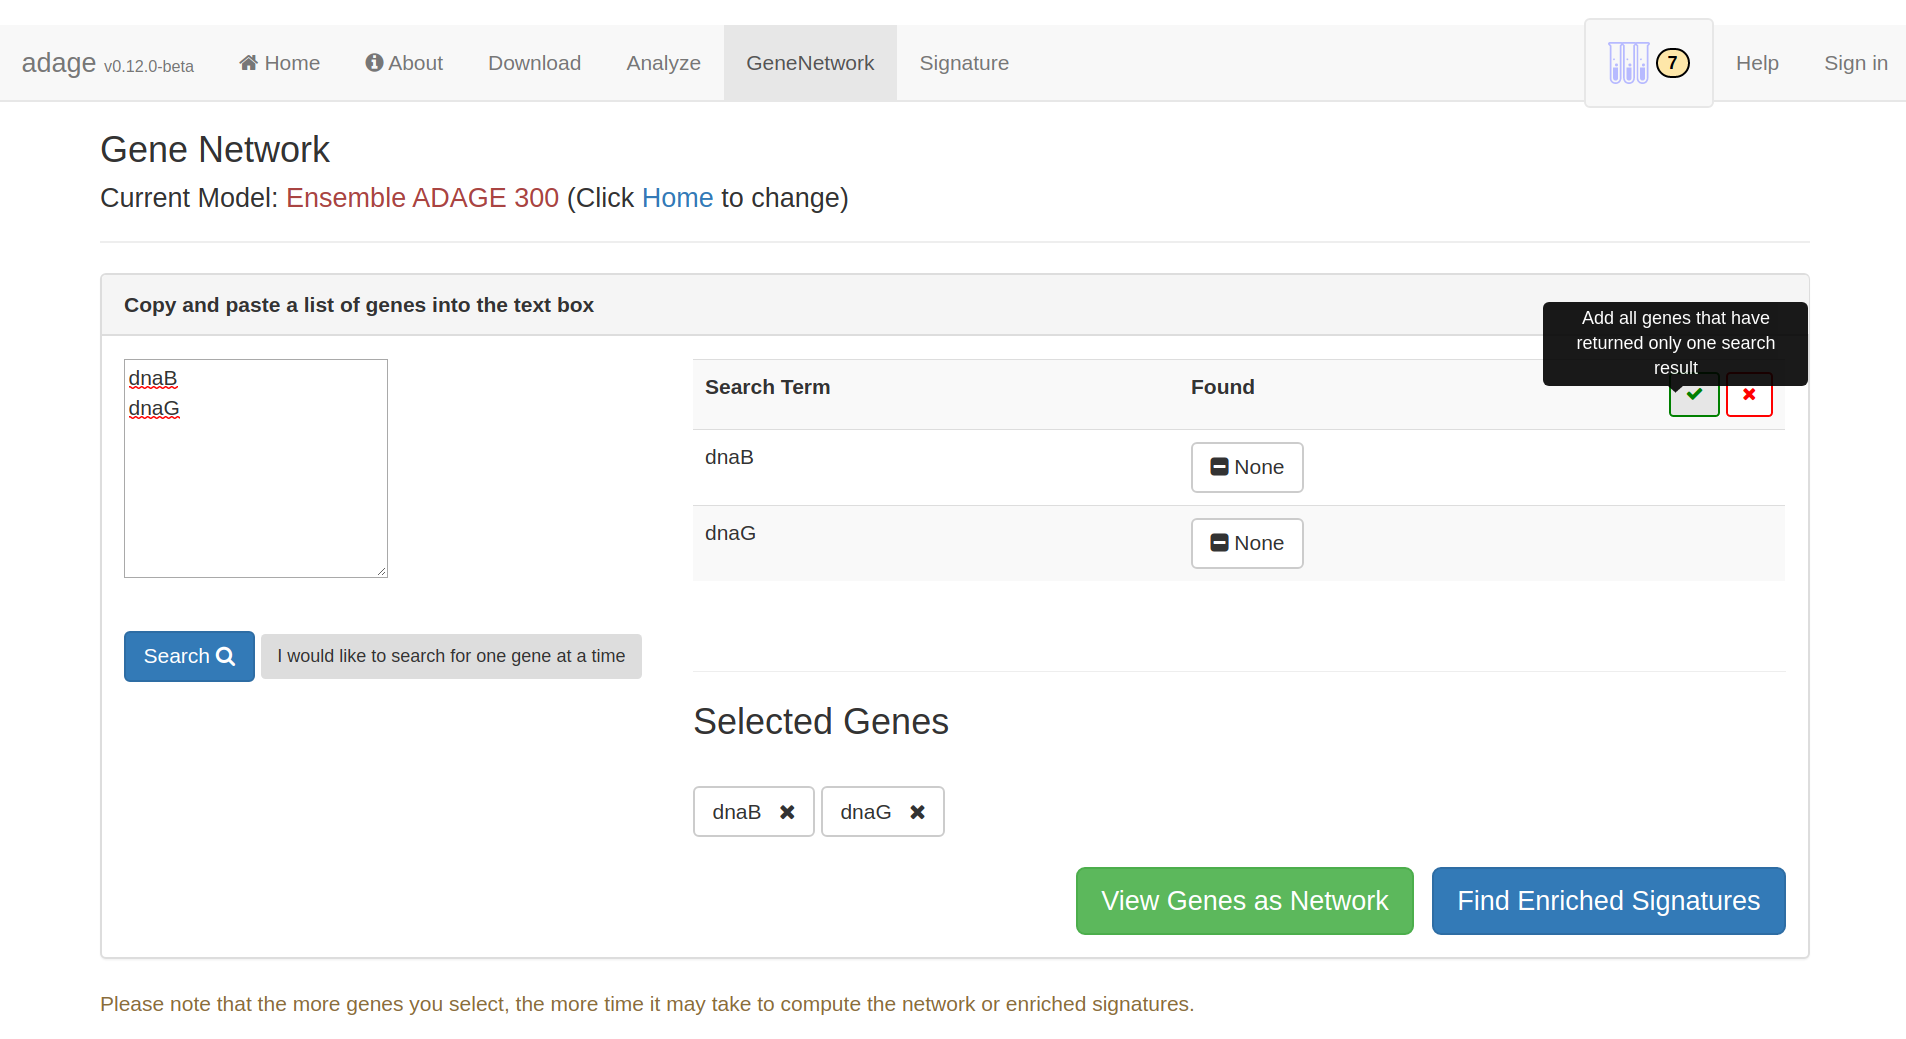 adage v0.12.0-beta Home About Download Analyze GeneNetwork Signature 7 Help Sign in
Gene Network
Current Model: Ensemble ADAGE 300 (Click Home to change)
Copy and paste a list of genes into the text box
Add all genes that have
returned only one search
result
dnaB
dnaG
Search Term Found
dnaB None
dnaG None
Search I would like to search for one gene at a time
Selected Genes
dnaB dnaG
View Genes as Network Find Enriched Signatures
Please note that the more genes you select, the more time it may take to compute the network or enriched signatures.